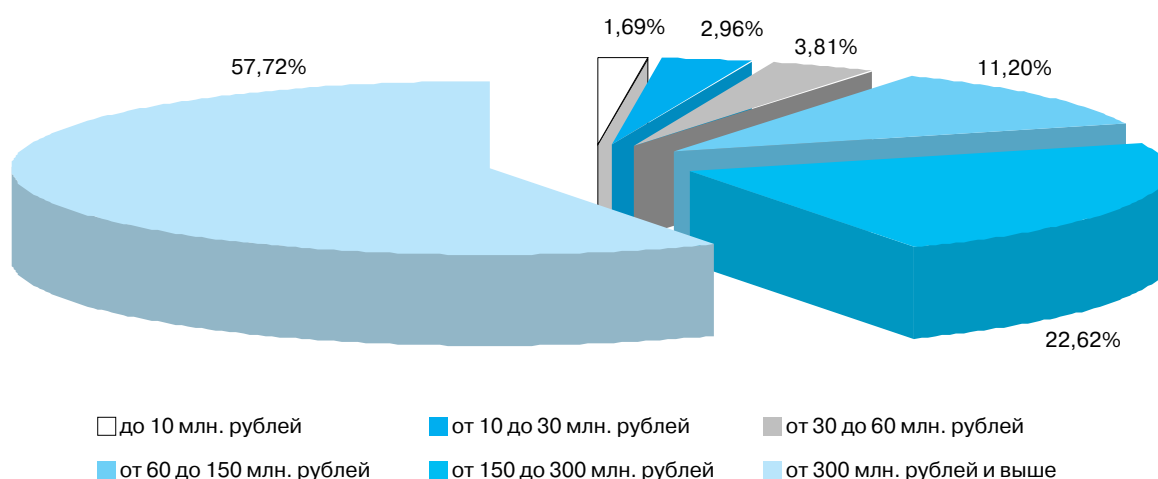 1,69%
2,96%
3,81%
57,72%
11,20%
22,62%
до 10 млн. рублей
от 10 до 30 млн. рублей
от 30 до 60 млн. рублей
от 60 до 150 млн. рублей
от 150 до 300 млн. рублей
от 300 млн. рублей и выше